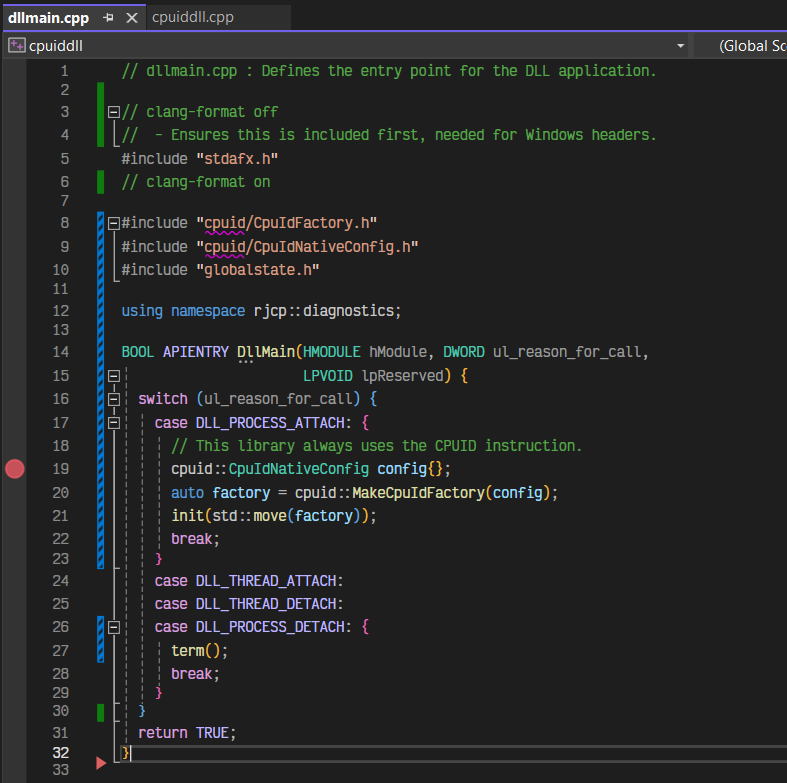 dllmain.cpp cpuiddll.cpp
cpuiddll (Global Sc
1 // dllmain.cpp : Defines the entry point for the DLL application.
2
3 // clang-format off
4 //  - Ensures this is included first, needed for Windows headers.
5 #include "stdafx.h"
6 // clang-format on
7
8 #include "cpuid/CpuIdFactory.h"
9 #include "cpuid/CpuIdNativeConfig.h"
10 #include "globalstate.h"
11
12 using namespace rjcp::diagnostics;
13
14 BOOL APIENTRY DllMain(HMODULE hModule, DWORD ul_reason_for_call,
15                       LPVOID lpReserved) {
16   switch (ul_reason_for_call) {
17     case DLL_PROCESS_ATTACH: {
18       // This library always uses the CPUID instruction.
19       cpuid::CpuIdNativeConfig config{};
20       auto factory = cpuid::MakeCpuIdFactory(config);
21       init(std::move(factory));
22       break;
23     }
24     case DLL_THREAD_ATTACH:
25     case DLL_THREAD_DETACH:
26     case DLL_PROCESS_DETACH: {
27       term();
28       break;
29     }
30   }
31   return TRUE;
32 }
33